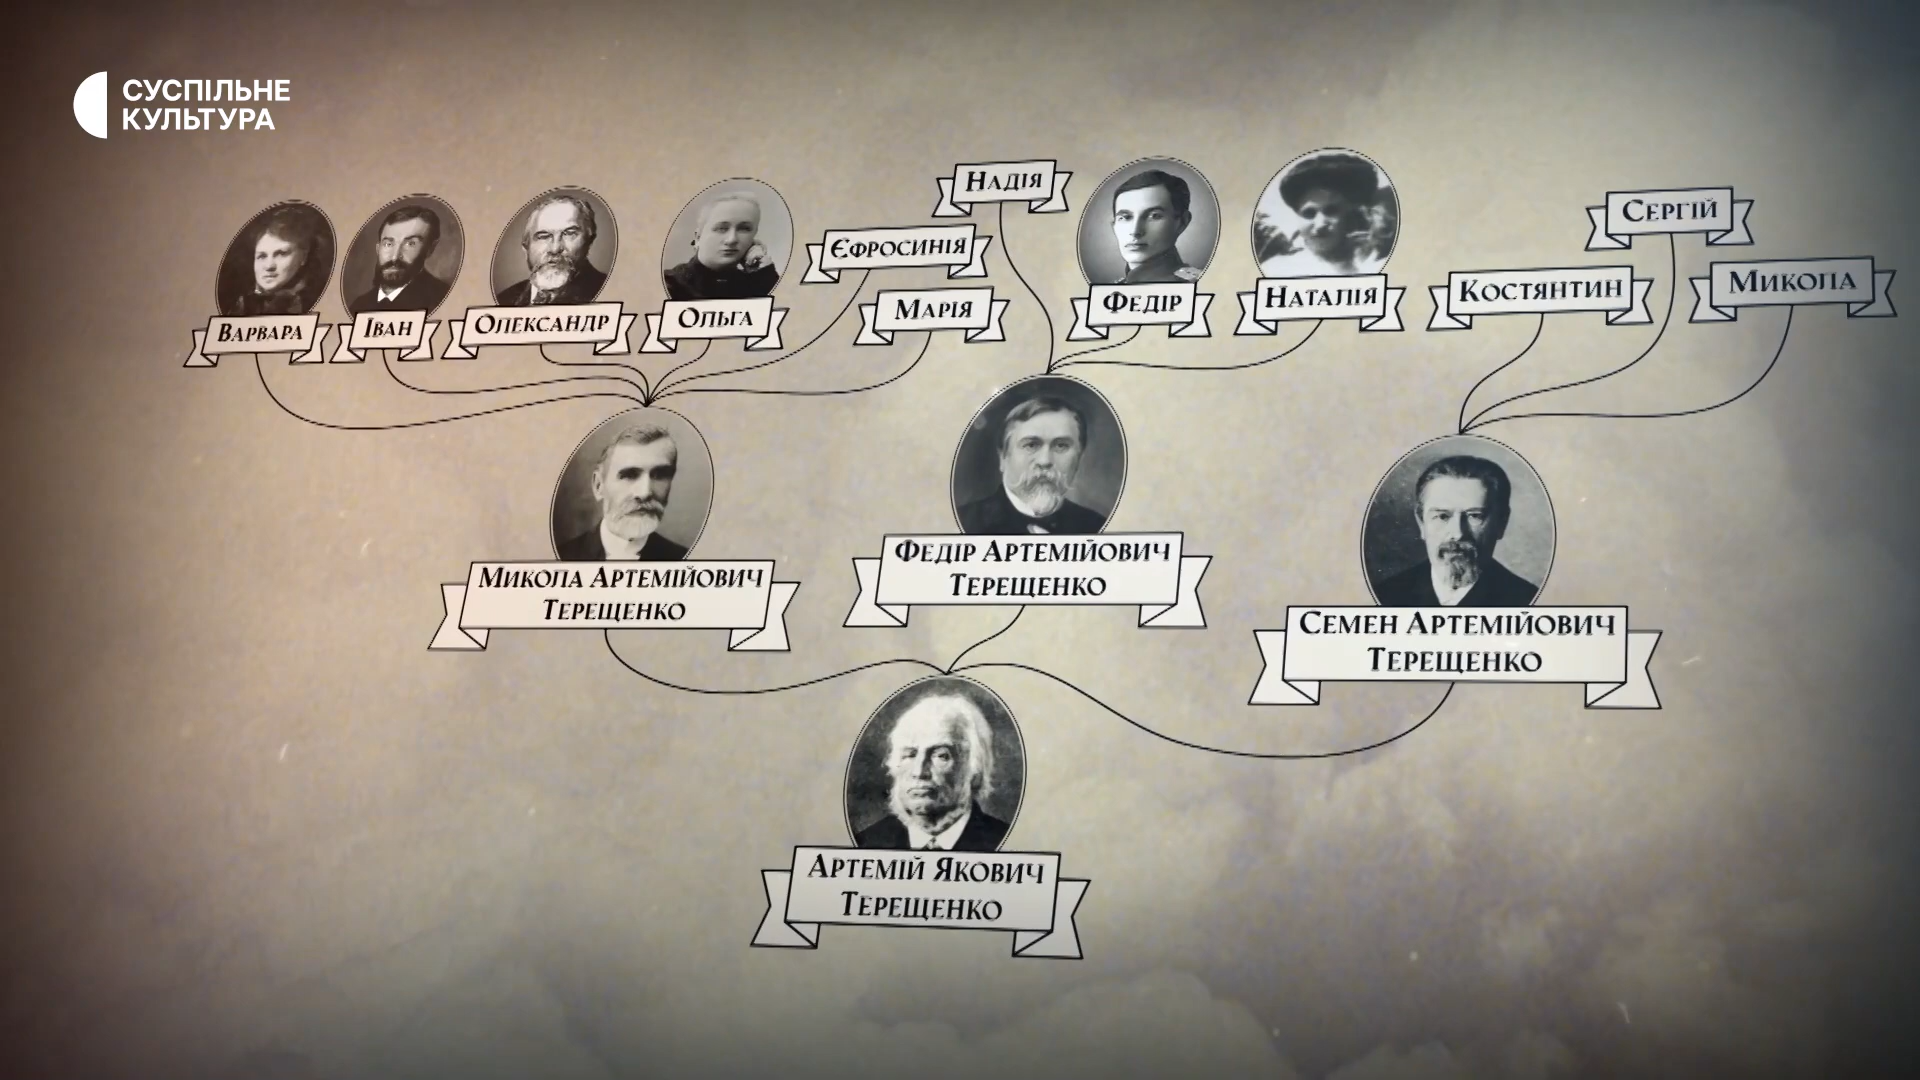 СУСПІЛЬНЕ
КУЛЬТУРА
НАДІЯ
СЕРГІЙ
ЄФРОСИНІЯ
КОСТЯНТИН
МИКОЛА
ВАРВАРА
ІВАН
ОЛЕКСАНДР
ОЛЬГА
МАРІЯ
ФЕДІР
НАТАЛІЯ
МИКОЛА АРТЕМІЙОВИЧ
ТЕРЕЩЕНКО
ФЕДІР АРТЕМІЙОВИЧ
ТЕРЕЩЕНКО
СЕМЕН АРТЕМІЙОВИЧ
ТЕРЕЩЕНКО
АРТЕМІЙ ЯКОВИЧ
ТЕРЕЩЕНКО